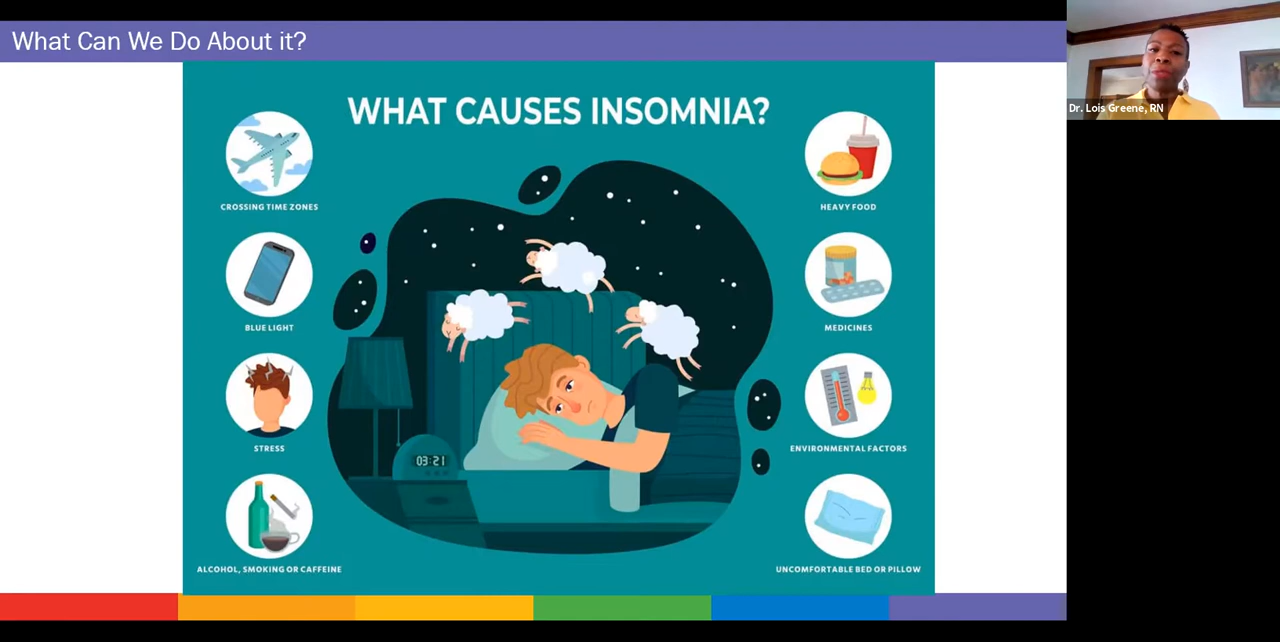 What Can We Do About it?
Dr. Lois Greene, RN
WHAT CAUSES INSOMNIA?
CROSSING TIME ZONES
BLUE LIGHT
STRESS
ALCOHOL, SMOKING OR CAFFEINE
03:21
HEAVY FOOD
MEDICINES
ENVIRONMENTAL FACTORS
UNCOMFORTABLE BED OR PILLOW